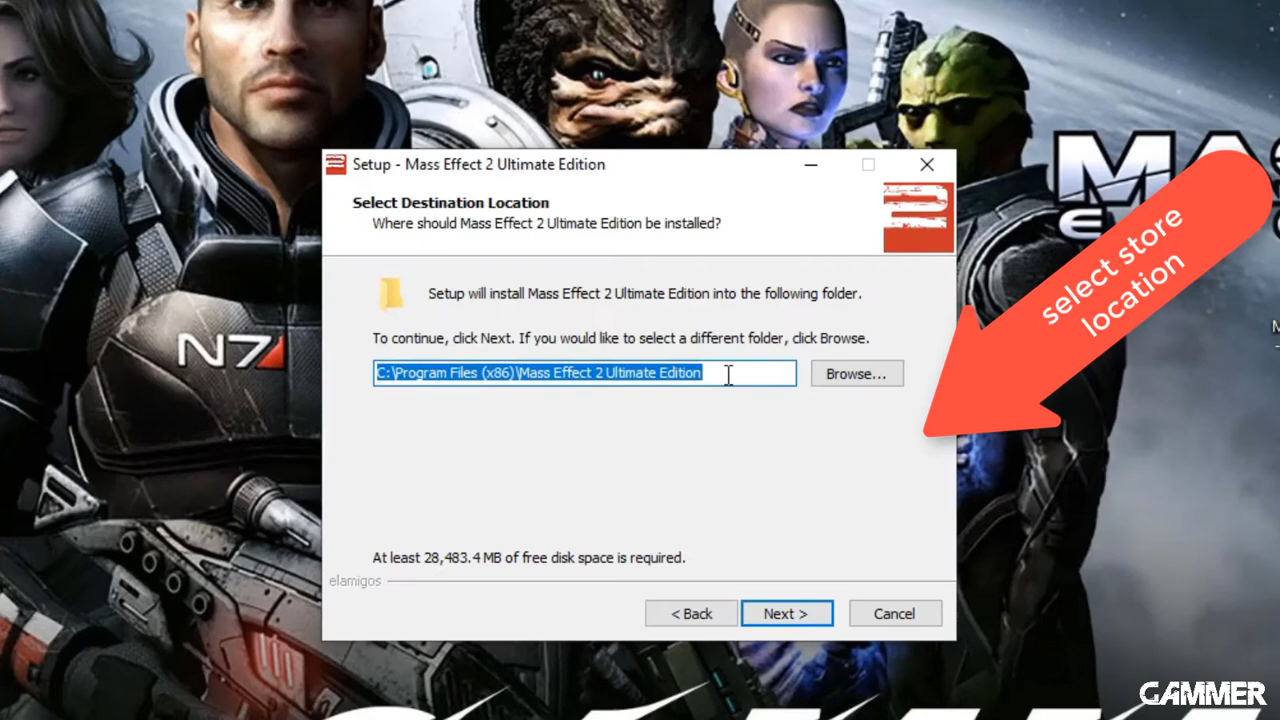 Setup - Mass Effect 2 Ultimate Edition
Select Destination Location
Where should Mass Effect 2 Ultimate Edition be installed?
Setup will install Mass Effect 2 Ultimate Edition into the following folder.
To continue, click Next. If you would like to select a different folder, click Browse.
C:\Program Files (x86)\Mass Effect 2 Ultimate Edition
Browse...
At least 28,483.4 MB of free disk space is required.
elamigos
< Back
Next >
Cancel
select store
location
N7
GAMMER